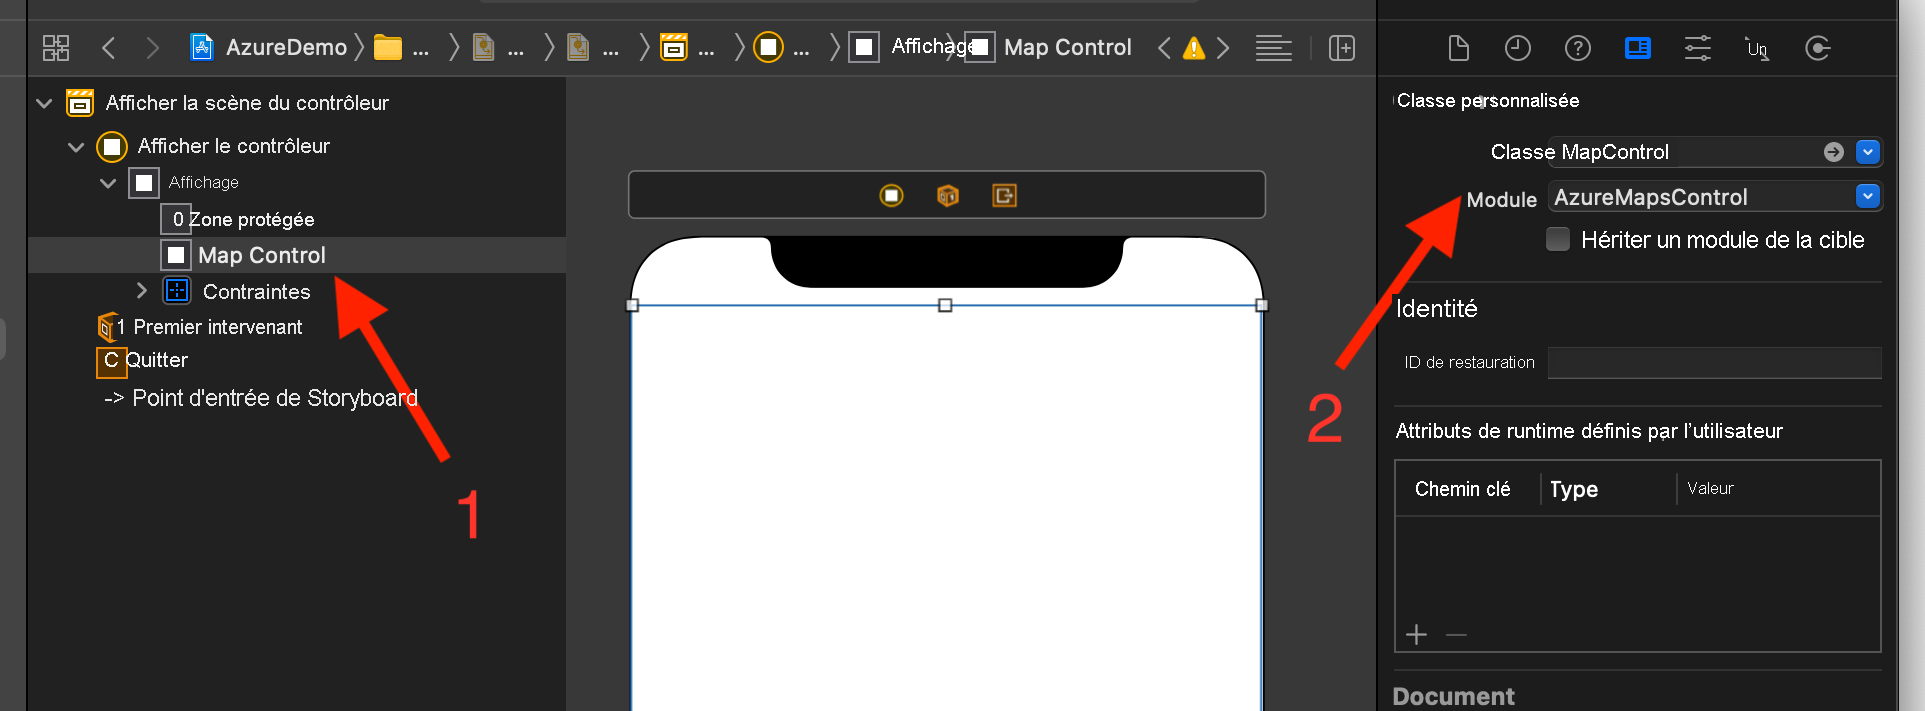 AzureDemo ... ... ... ... ... Affichage Map Control
Afficher la scène du contrôleur
Afficher le contrôleur
Affichage
0 Zone protégée
Map Control
Contraintes
1 Premier intervenant
C Quitter
-> Point d'entrée de Storyboard
1
2
Un
Classe personnalisée
Classe MapControl
Module AzureMapsControl
Hériter un module de la cible
Identité
ID de restauration
Attributs de runtime définis par l'utilisateur
Chemin clé Type Valeur
Document